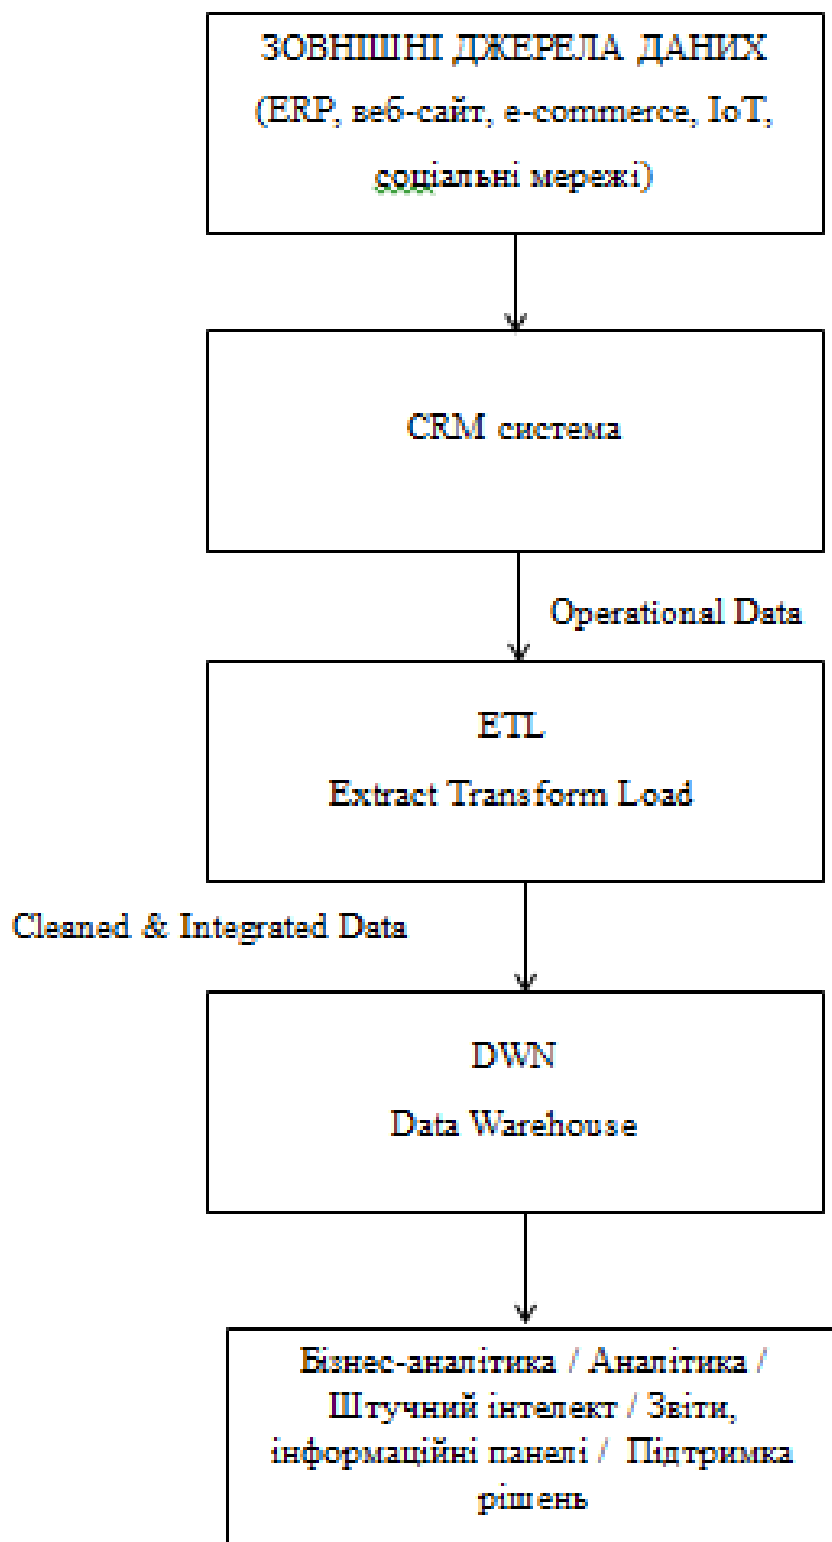 ЗОВНІШНІ ДЖЕРЕЛА ДАНИХ
(ERP, веб-сайт, e-commerce, IoT,
соціальні мережі)
CRM система
Operational Data
ETL
Extract Transform Load
Cleaned & Integrated Data
DWN
Data Warehouse
Бізнес-аналітика / Аналітика /
Штучний інтелект / Звіти,
інформаційні панелі / Підтримка
рішень